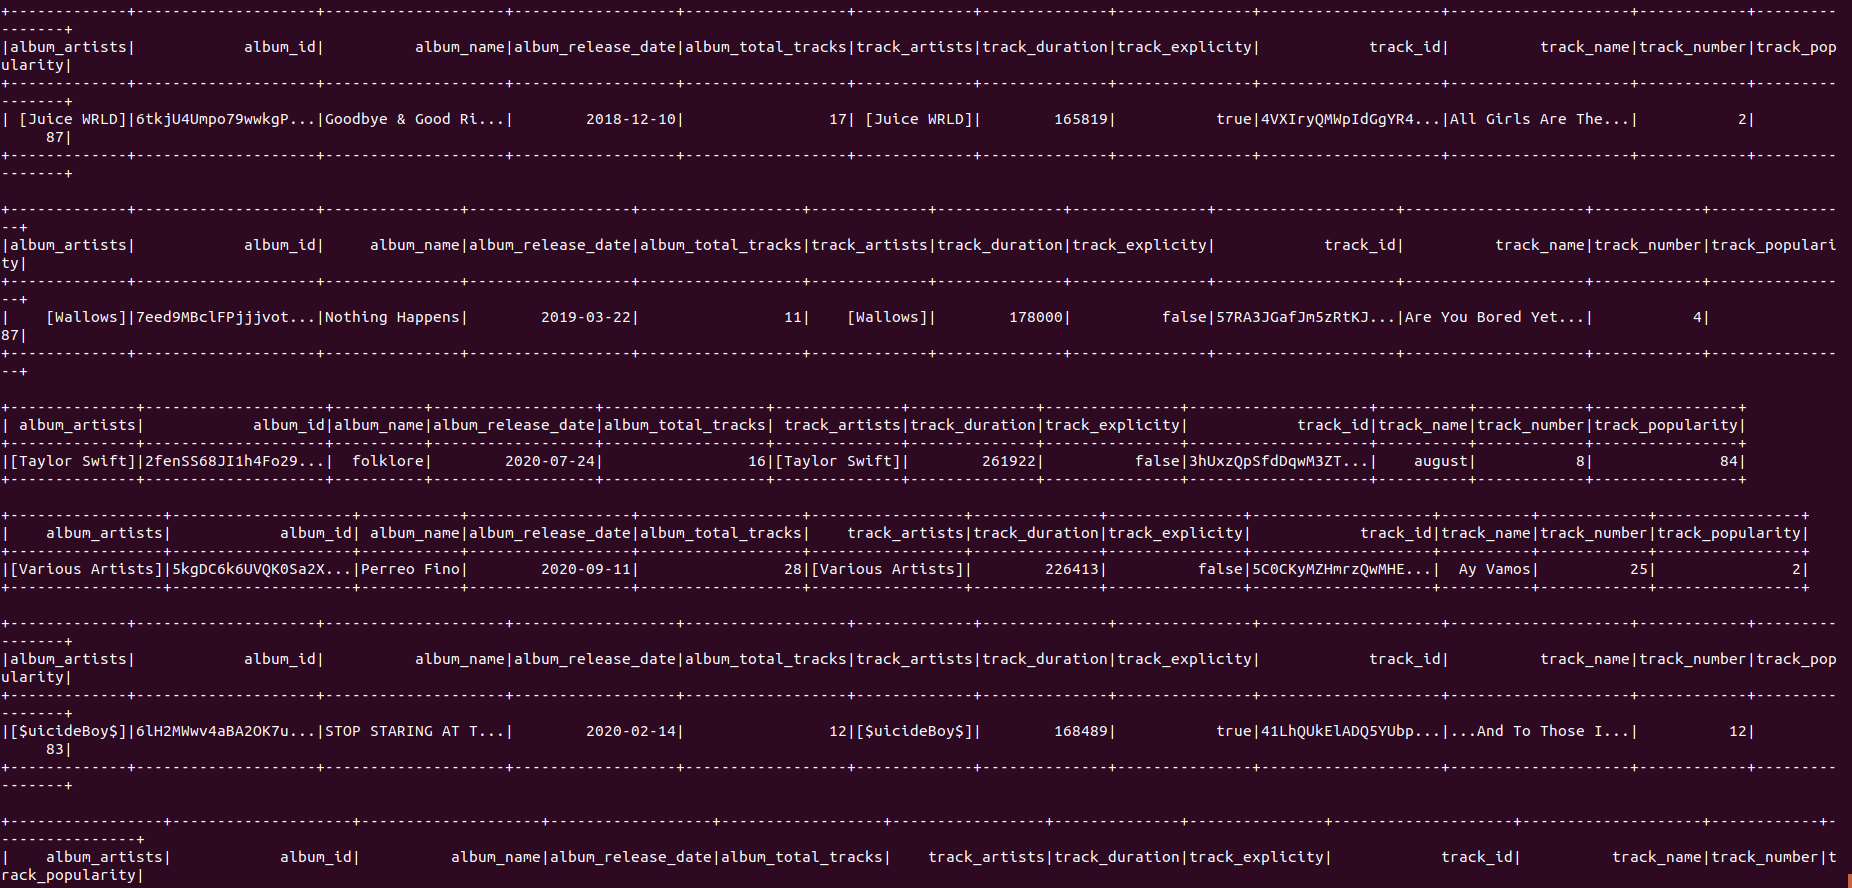 +-------------+--------------------+--------------------+------------------+------------------+-------------+--------------+---------------+--------------------+--------------------+------------+---------
-------+
|album_artists|            album_id|          album_name|album_release_date|album_total_tracks|track_artists|track_duration|track_explicity|            track_id|          track_name|track_number|track_pop
ularity|
+-------------+--------------------+--------------------+------------------+------------------+-------------+--------------+---------------+--------------------+--------------------+------------+---------
-------+
| [Juice WRLD]|6tkjU4Umpo79wwkgP...|Goodbye & Good Ri...|        2018-12-10|                17| [Juice WRLD]|        165819|           true|4VXIryQMWpIdGgYR4...|All Girls Are The...|           2|
     87|
+-------------+--------------------+--------------------+------------------+------------------+-------------+--------------+---------------+--------------------+--------------------+------------+---------
-------+
+-------------+--------------------+---------------+------------------+------------------+-------------+--------------+---------------+--------------------+--------------------+------------+--------------
--+
|album_artists|            album_id|     album_name|album_release_date|album_total_tracks|track_artists|track_duration|track_explicity|            track_id|          track_name|track_number|track_populari
ty|
+-------------+--------------------+---------------+------------------+------------------+-------------+--------------+---------------+--------------------+--------------------+------------+--------------
--+
|    [Wallows]|7eed9MBclFPjjjvot...|Nothing Happens|        2019-03-22|                11|    [Wallows]|        178000|          false|57RA3JGafJm5zRtKJ...|Are You Bored Yet...|           4|
87|
+-------------+--------------------+---------------+------------------+------------------+-------------+--------------+---------------+--------------------+--------------------+------------+--------------
--+
+--------------+--------------------+----------+------------------+------------------+--------------+--------------+---------------+--------------------+----------+------------+----------------+
| album_artists|            album_id|album_name|album_release_date|album_total_tracks| track_artists|track_duration|track_explicity|            track_id|track_name|track_number|track_popularity|
+--------------+--------------------+----------+------------------+------------------+--------------+--------------+---------------+--------------------+----------+------------+----------------+
|[Taylor Swift]|2fenSS68JI1h4Fo29...|  folklore|        2020-07-24|                16|[Taylor Swift]|        261922|          false|3hUxzQpSfdDqwM3ZT...|    august|           8|              84|
+--------------+--------------------+----------+------------------+------------------+--------------+--------------+---------------+--------------------+----------+------------+----------------+
+-----------------+--------------------+-----------+------------------+------------------+-----------------+--------------+---------------+--------------------+----------+------------+----------------+
|    album_artists|            album_id| album_name|album_release_date|album_total_tracks|    track_artists|track_duration|track_explicity|            track_id|track_name|track_number|track_popularity|
+-----------------+--------------------+-----------+------------------+------------------+-----------------+--------------+---------------+--------------------+----------+------------+----------------+
|[Various Artists]|5kgDC6k6UVQK0Sa2X...|Perreo Fino|        2020-09-11|                28|[Various Artists]|        226413|          false|5C0CKyMZHmrzQwMHE...|  Ay Vamos|          25|               2|
+-----------------+--------------------+-----------+------------------+------------------+-----------------+--------------+---------------+--------------------+----------+------------+----------------+
+-------------+--------------------+--------------------+------------------+------------------+-------------+--------------+---------------+--------------------+--------------------+------------+---------
-------+
|album_artists|            album_id|          album_name|album_release_date|album_total_tracks|track_artists|track_duration|track_explicity|            track_id|          track_name|track_number|track_pop
ularity|
+-------------+--------------------+--------------------+------------------+------------------+-------------+--------------+---------------+--------------------+--------------------+------------+---------
-------+
|[$uicideBoy$]|6lH2MWwv4aBA2OK7u...|STOP STARING AT T...|        2020-02-14|                12|[$uicideBoy$]|        168489|           true|41LhQUkElADQ5YUbp...|...And To Those I...|          12|
     83|
+-------------+--------------------+--------------------+------------------+------------------+-------------+--------------+---------------+--------------------+--------------------+------------+---------
-------+
+-----------------+--------------------+--------------------+------------------+------------------+-----------------+--------------+---------------+--------------------+--------------------+------------+-
---------------+
|    album_artists|            album_id|          album_name|album_release_date|album_total_tracks|    track_artists|track_duration|track_explicity|            track_id|          track_name|track_number|t
rack_popularity|